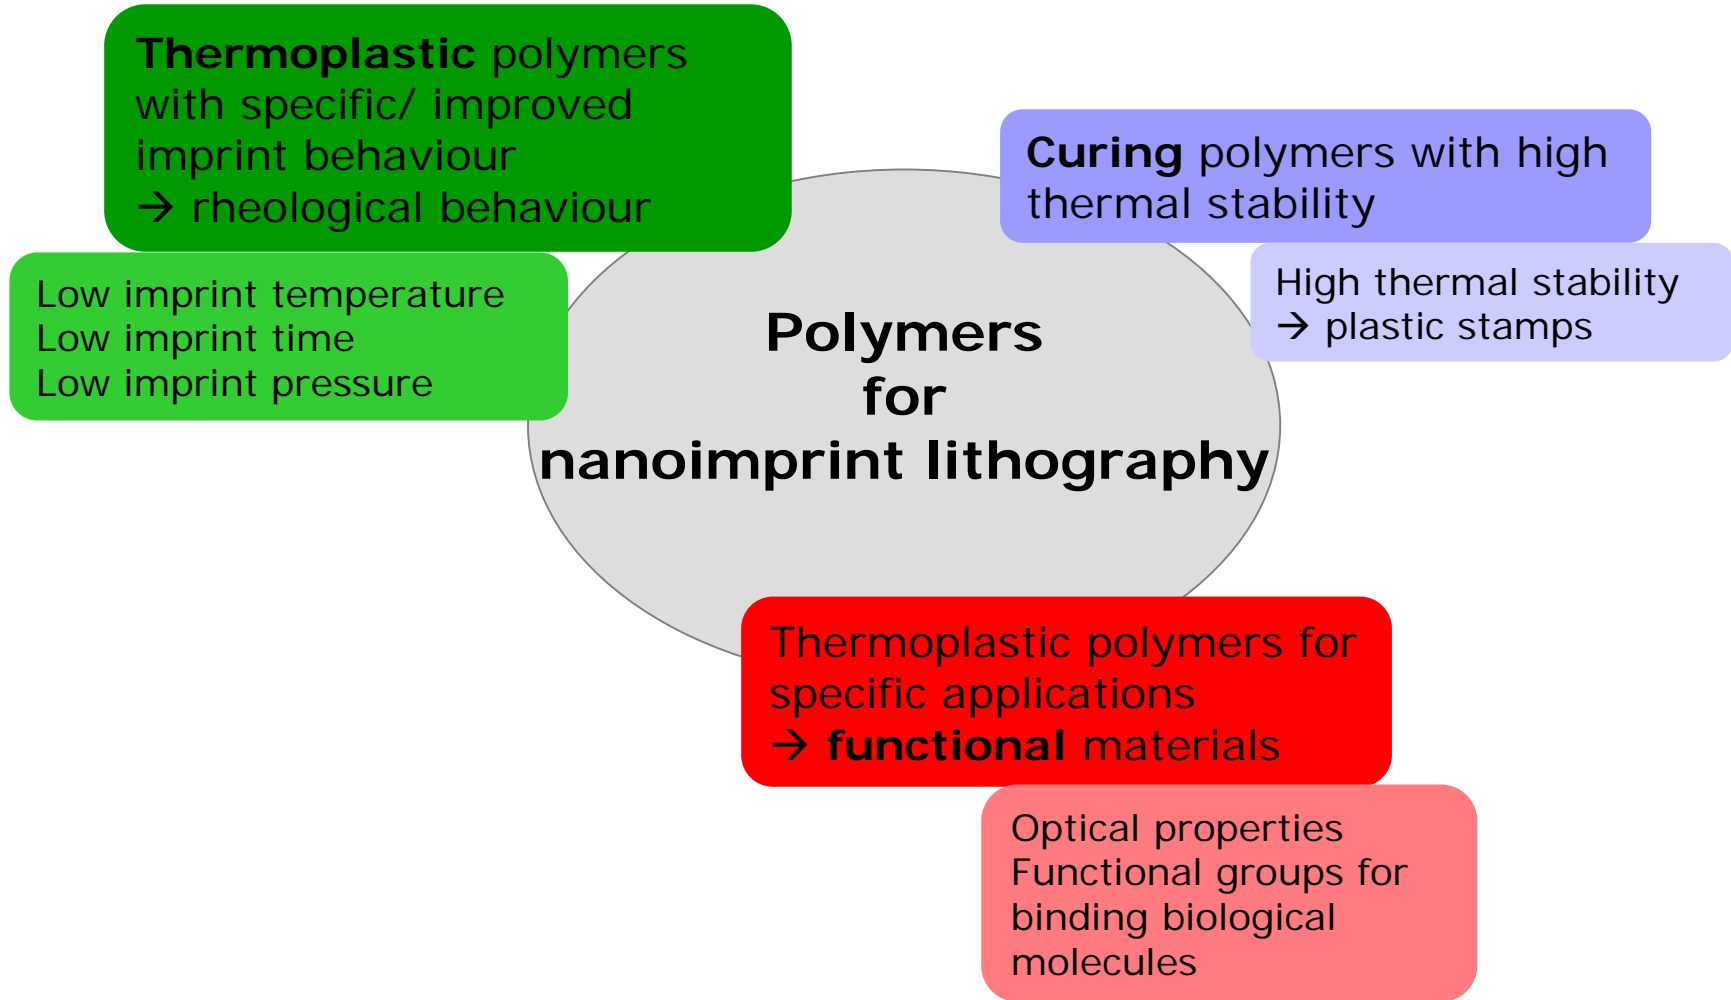 Thermoplastic polymers
with specific/ improved
imprint behaviour
→ rheological behaviour
Low imprint temperature
Low imprint time
Low imprint pressure
Curing polymers with high
thermal stability
High thermal stability
→ plastic stamps
Polymers
for
nanoimprint lithography
Thermoplastic polymers for
specific applications
→ functional materials
Optical properties
Functional groups for
binding biological
molecules